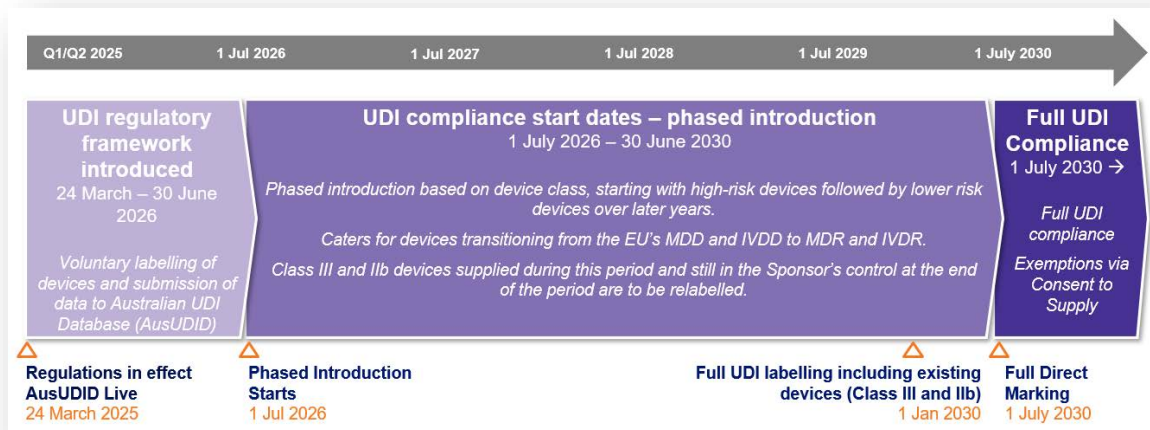 Q1/Q2 2025
1 Jul 2026
1 Jul 2027
1 Jul 2028
1 Jul 2029
1 July 2030
UDI regulatory
framework
introduced
24 March – 30 June
2026
Voluntary labelling of
devices and submission of
data to Australian UDI
Database (AusUDID)
UDI compliance start dates – phased introduction
1 July 2026 – 30 June 2030
Phased introduction based on device class, starting with high-risk devices followed by lower risk
devices over later years.
Caters for devices transitioning from the EU's MDD and IVDD to MDR and IVDR.
Class III and IIb devices supplied during this period and still in the Sponsor's control at the end
of the period are to be relabelled.
Full UDI
Compliance
1 July 2030 →
Full UDI
compliance
Exemptions via
Consent to
Supply
Regulations in effect
AusUDID Live
24 March 2025
Phased Introduction
Starts
1 Jul 2026
Full UDI labelling including existing
devices (Class III and IIb)
1 Jan 2030
Full Direct
Marking
1 July 2030